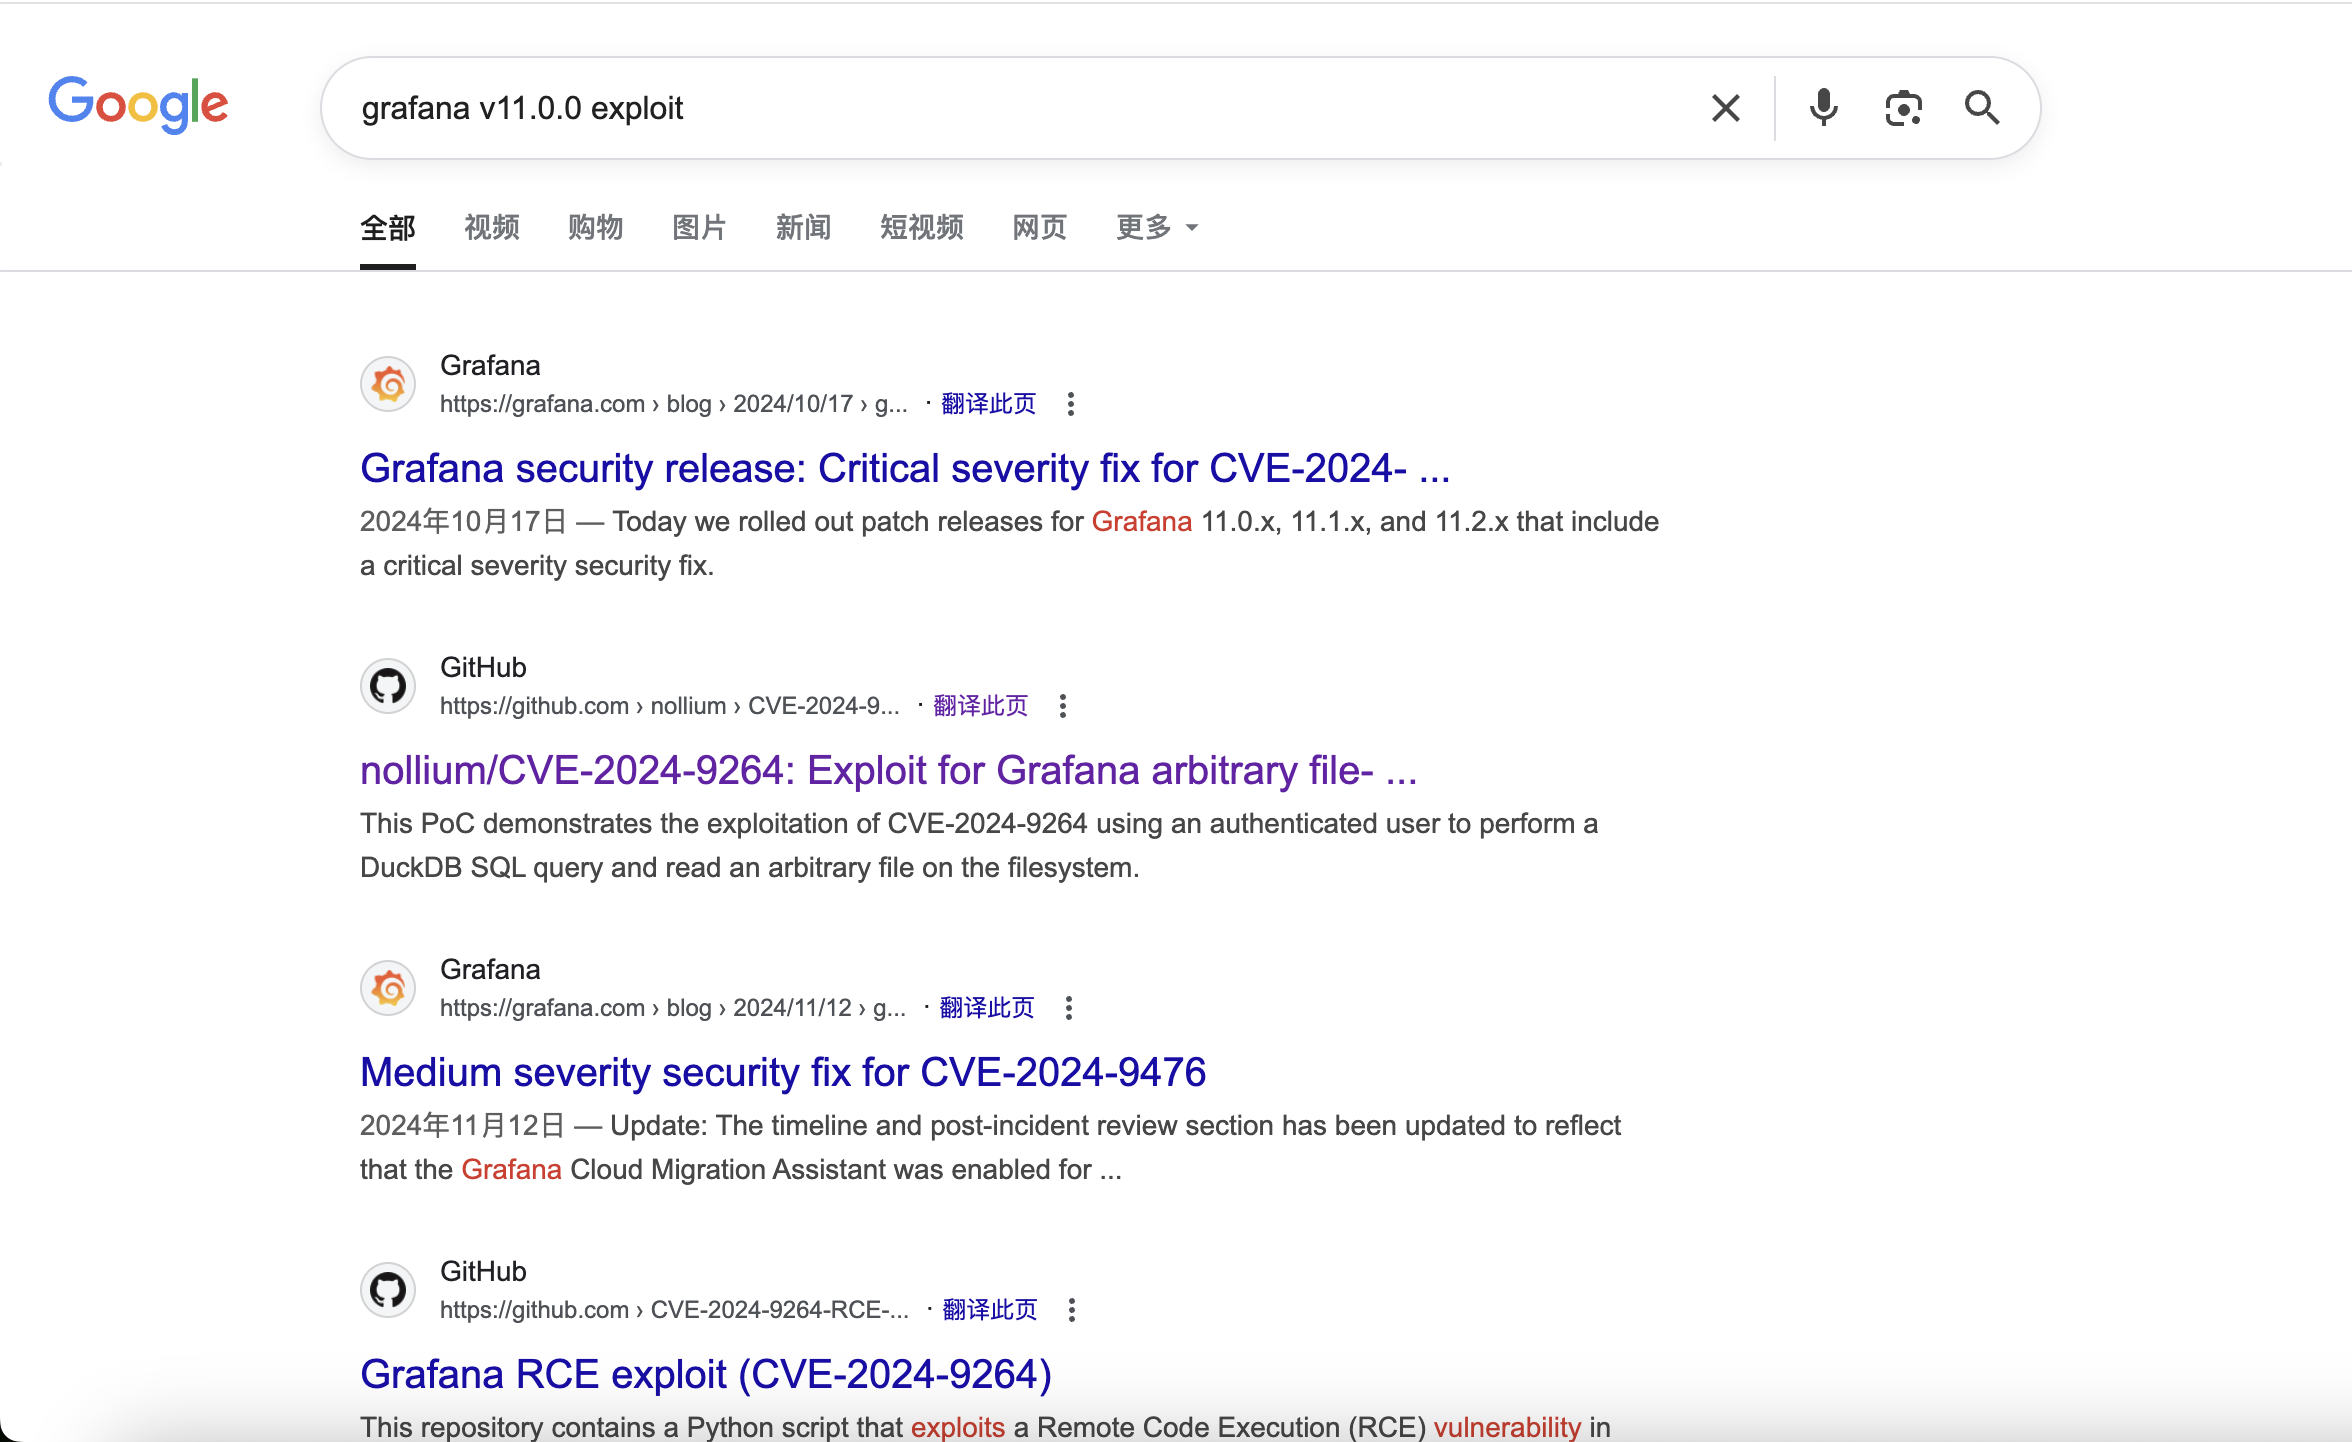 Google
grafana v11.0.0 exploit
全部 视频 购物 图片 新闻 短视频 网页 更多
Grafana
https://grafana.com › blog › 2024/10/17 › g... · 翻译此页
Grafana security release: Critical severity fix for CVE-2024- ...
2024年10月17日 — Today we rolled out patch releases for Grafana 11.0.x, 11.1.x, and 11.2.x that include
a critical severity security fix.
GitHub
https://github.com › nollium › CVE-2024-9... · 翻译此页
nollium/CVE-2024-9264: Exploit for Grafana arbitrary file- ...
This PoC demonstrates the exploitation of CVE-2024-9264 using an authenticated user to perform a
DuckDB SQL query and read an arbitrary file on the filesystem.
Grafana
https://grafana.com › blog › 2024/11/12 › g... · 翻译此页
Medium severity security fix for CVE-2024-9476
2024年11月12日 — Update: The timeline and post-incident review section has been updated to reflect
that the Grafana Cloud Migration Assistant was enabled for ...
GitHub
https://github.com › CVE-2024-9264-RCE-... · 翻译此页
Grafana RCE exploit (CVE-2024-9264)
This repository contains a Python script that exploits a Remote Code Execution (RCE) vulnerability in